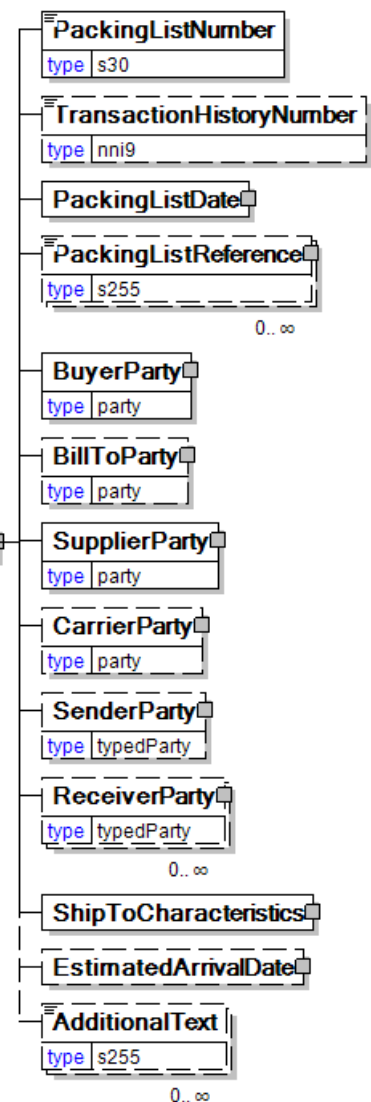 PackingListNumber
type s30
TransactionHistoryNumber
type nni9
PackingListDate
PackingListReference
type s255
0.. ∞
BuyerParty
type party
BillToParty
type party
SupplierParty
type party
CarrierParty
type party
SenderParty
type typedParty
ReceiverParty
type typedParty
0.. ∞
ShipToCharacteristics
EstimatedArrivalDate
AdditionalText
type s255
0.. ∞